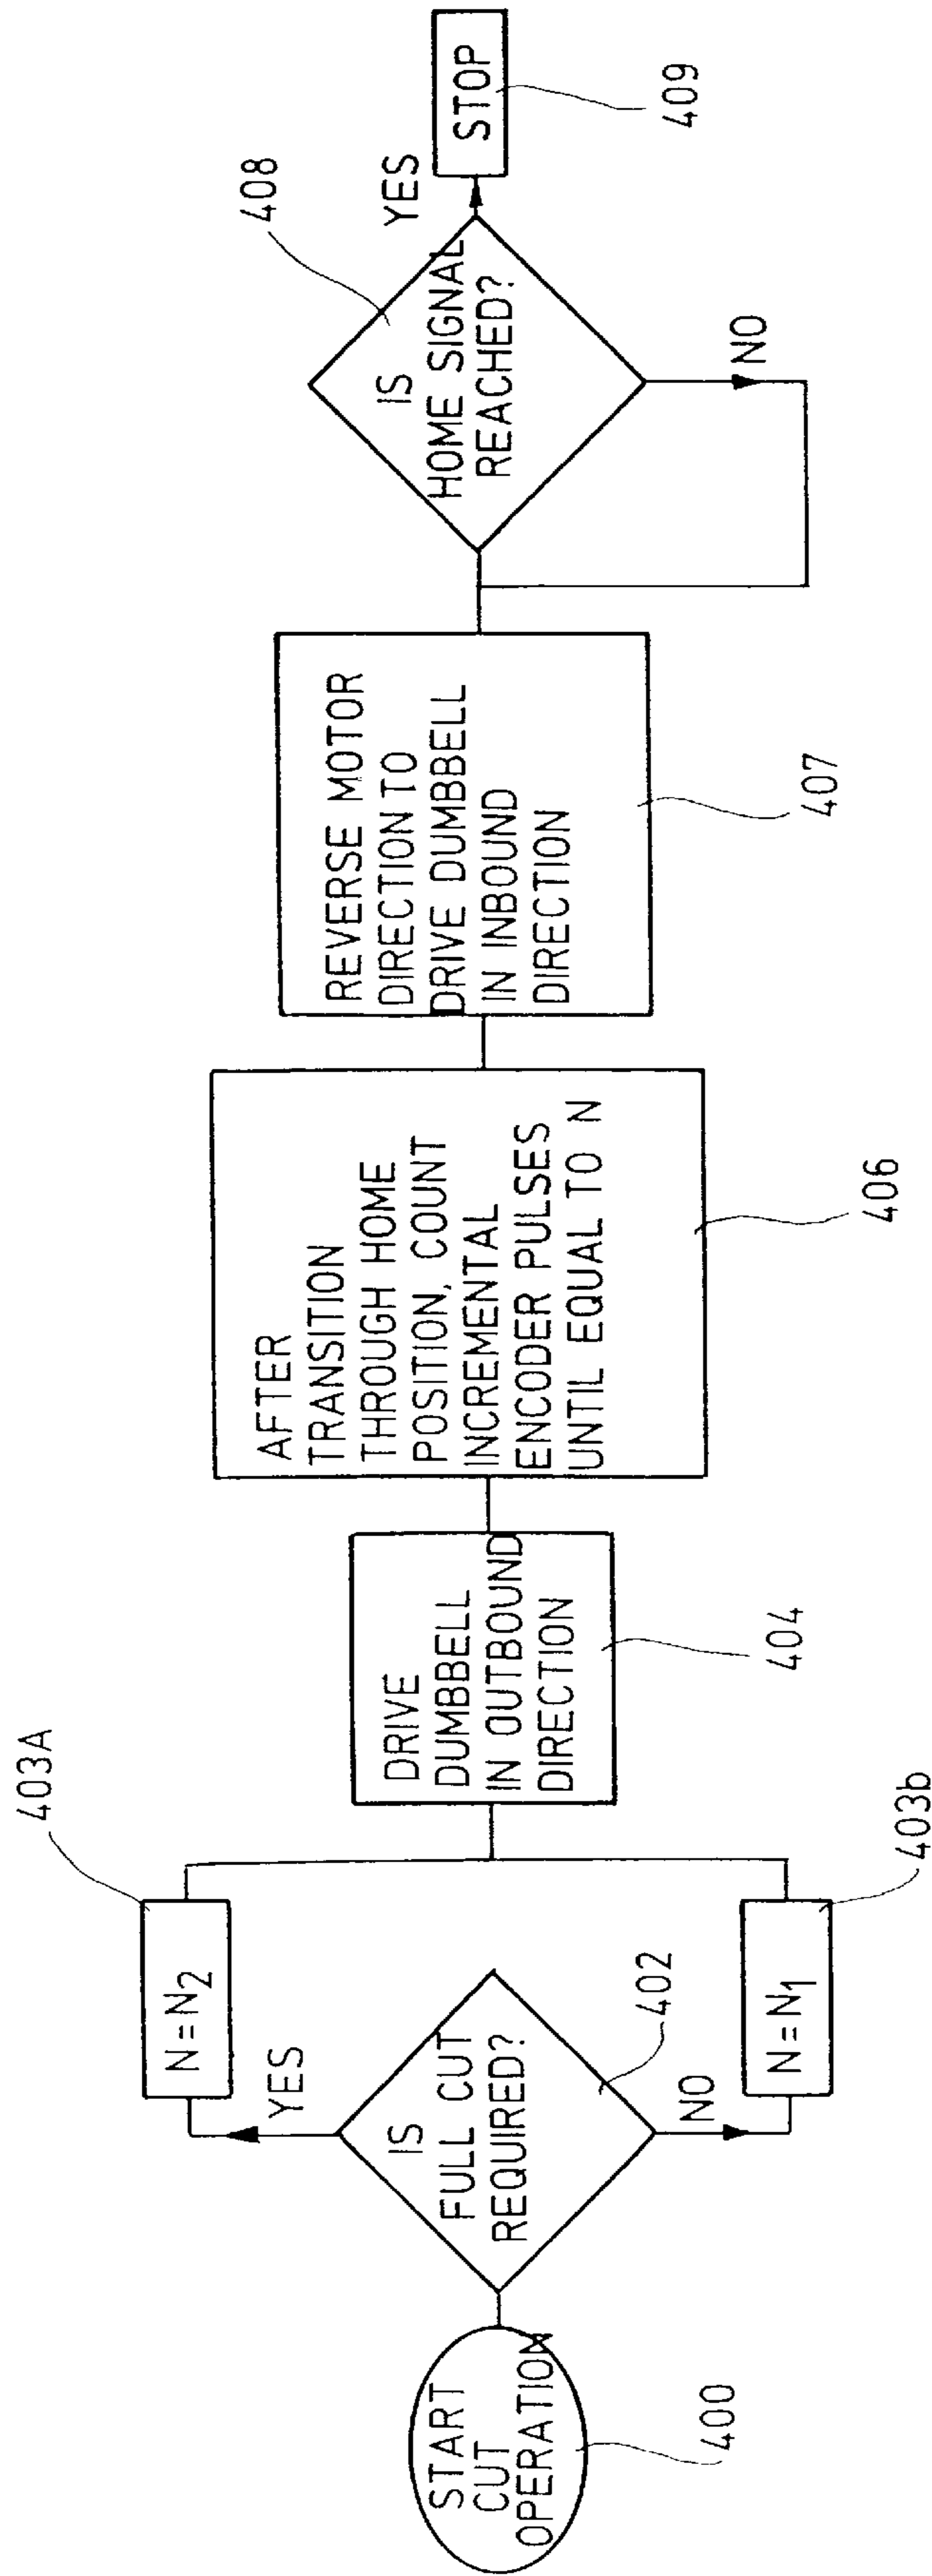 START
CUT
OPERATION
400
IS
FULL CUT
REQUIRED?
402
YES
N=N2
403A
NO
N=N1
403b
DRIVE
DUMBBELL
IN OUTBOUND
DIRECTION
404
AFTER
TRANSITION
THROUGH HOME
POSITION, COUNT
INCREMENTAL
ENCODER PULSES
UNTIL EQUAL TO N
406
REVERSE MOTOR
DIRECTION TO
DRIVE DUMBBELL
IN INBOUND
DIRECTION
407
IS
HOME SIGNAL
REACHED?
408
NO
YES
STOP
409